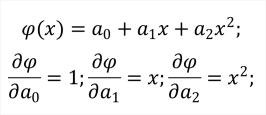 φ(x) = a₀ + a₁x + a₂x²;
∂φ/∂a₀ = 1; ∂φ/∂a₁ = x; ∂φ/∂a₂ = x²;